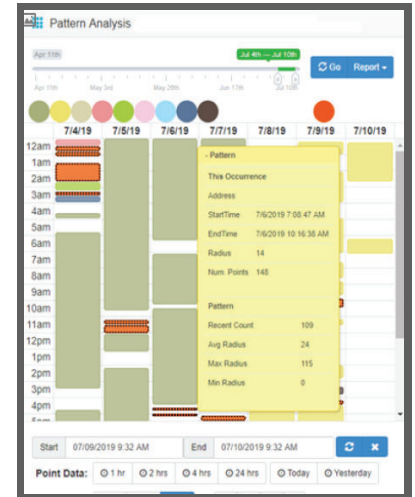 Pattern Analysis
Apr 11th
Jul 4th — Jul 10th
Go Report
Apr 11th May 3rd May 26th Jun 17th Jul 10th
7/4/19 7/5/19 7/6/19 7/7/19 7/8/19 7/9/19 7/10/19
12am
1am
2am
3am
4am
5am
6am
7am
8am
9am
10am
11am
12pm
1pm
2pm
3pm
4pm
5pm
- Pattern
This Occurrence
Address
StartTime 7/6/2019 7:08:47 AM
EndTime 7/6/2019 10:16:38 AM
Radius 14
Num. Points 148
Pattern
Recent Count 109
Avg Radius 24
Max Radius 115
Min Radius 0
Start 07/09/2019 9:32 AM End 07/10/2019 9:32 AM
Point Data: 1 hr 2 hrs 4 hrs 24 hrs Today Yesterday